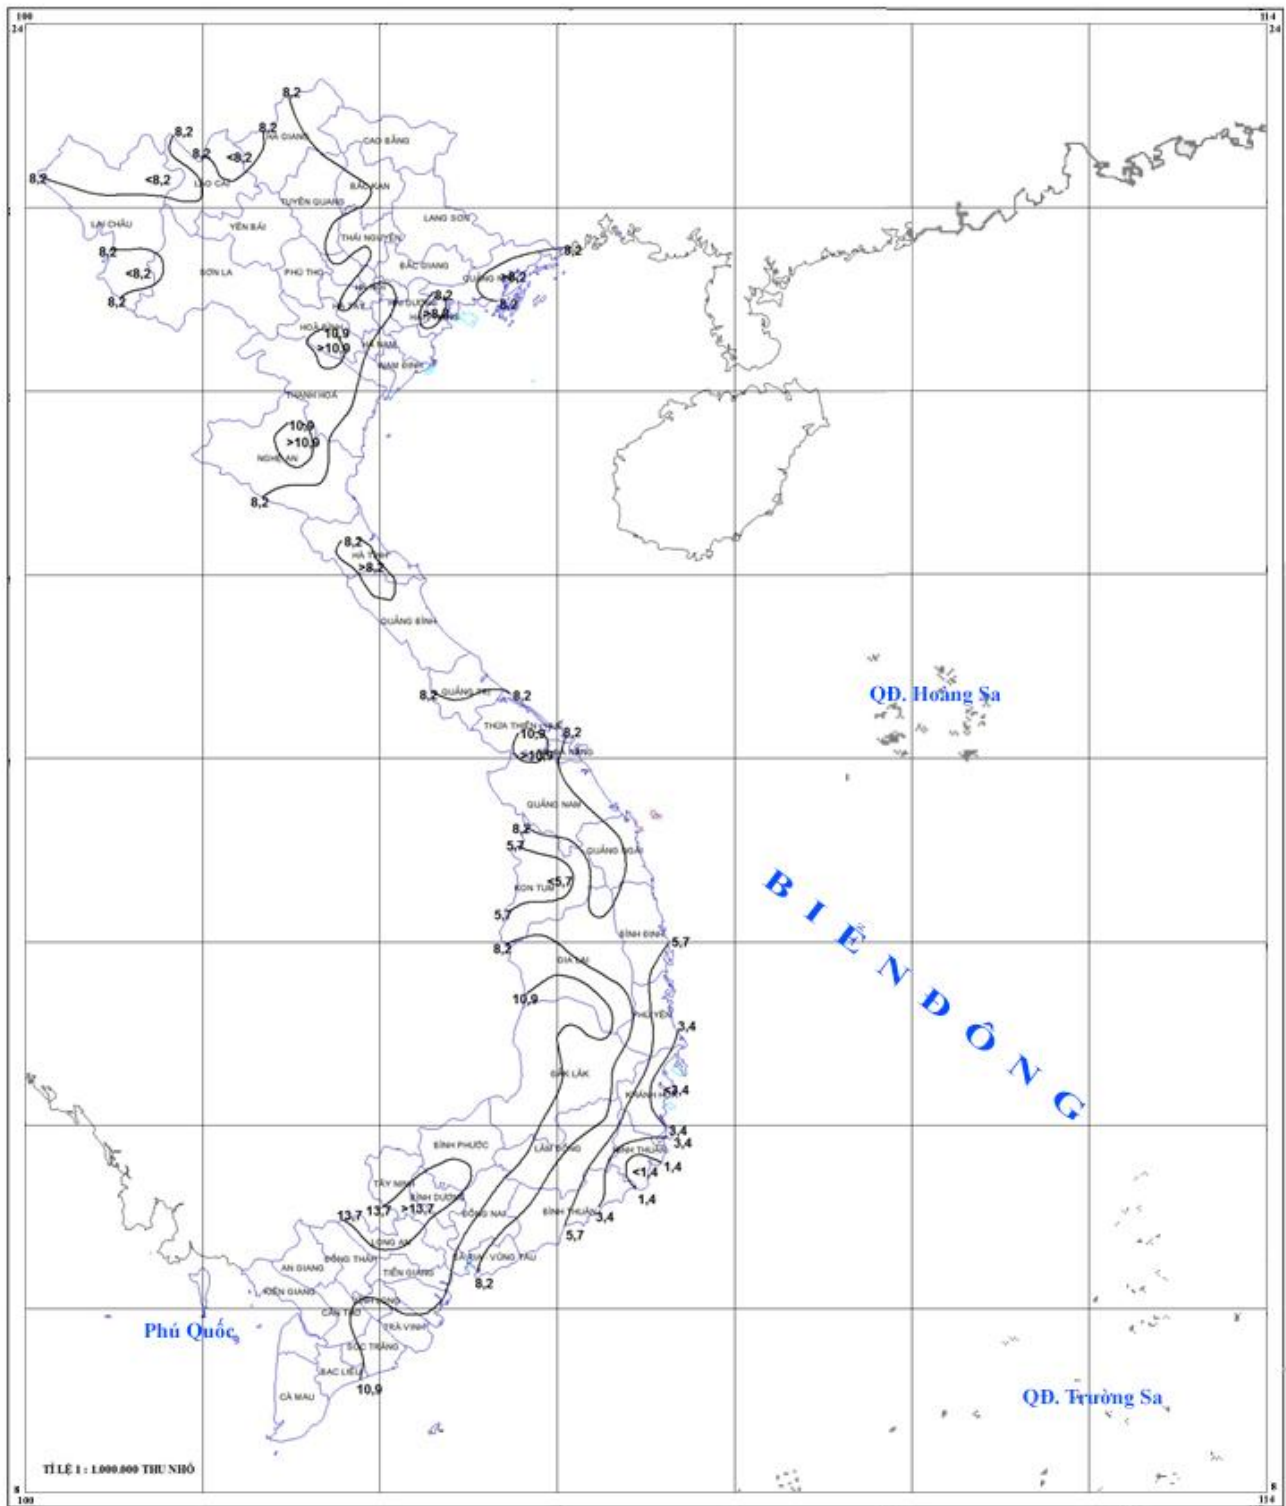 100
114
24
24
8,2
8,2
8,2
HÀ GIANG
CAO BẰNG
8,2
<8,2
8,2
<8,2
LÀO CAI
BẮC KẠN
TUYÊN QUANG
LAI CHÂU
YÊN BÁI
LẠNG SƠN
THÁI NGUYÊN
8,2
8,2
<8,2
SƠN LA
PHÚ THỌ
BẮC GIANG
>8,2
8,2
8,2
8,2
HOÀ BÌNH
10,9
>10,9
HÀ NAM
NAM ĐỊNH
THANH HOÁ
10,9
>10,9
NGHỆ AN
8,2
8,2
HÀ TĨNH
>8,2
QUẢNG BÌNH
8,2
QUẢNG TRỊ
8,2
QĐ. Hoàng Sa
THỪA THIÊN HUẾ
10,9
8,2
>10,9
QUẢNG NAM
8,2
5,7
QUẢNG NGÃI
KON TUM
<5,7
5,7
BIỂN ĐÔNG
BÌNH ĐỊNH
5,7
8,2
GIA LAI
10,9
PHÚ YÊN
3,4
ĐĂK LĂK
KHÁNH HOÀ
<3,4
3,4
3,4
BÌNH PHƯỚC
LÂM ĐỒNG
NINH THUẬN
<1,4
1,4
1,4
TÂY NINH
BÌNH DƯƠNG
13,7
13,7
>13,7
ĐỒNG NAI
BÌNH THUẬN
3,4
5,7
LONG AN
ĐỒNG THÁP
BÀ RỊA - VŨNG TÀU
AN GIANG
TIỀN GIANG
8,2
KIÊN GIANG
VĨNH LONG
CẦN THƠ
TRÀ VINH
Phú Quốc
SÓC TRĂNG
BẠC LIÊU
10,9
CÀ MAU
QĐ. Trường Sa
TỈ LỆ 1 : 1.000.000 THU NHỎ
8
8
100
114